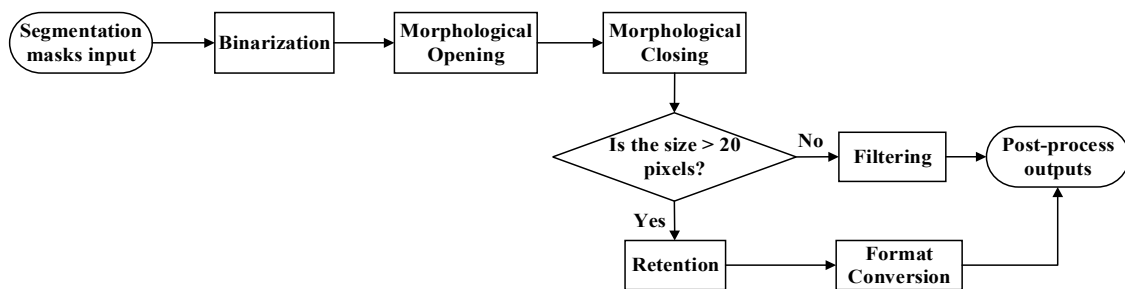 Segmentation
masks input
Binarization
Morphological
Opening
Morphological
Closing
Is the size > 20
pixels?
No
Filtering
Post-process
outputs
Yes
Retention
Format
Conversion